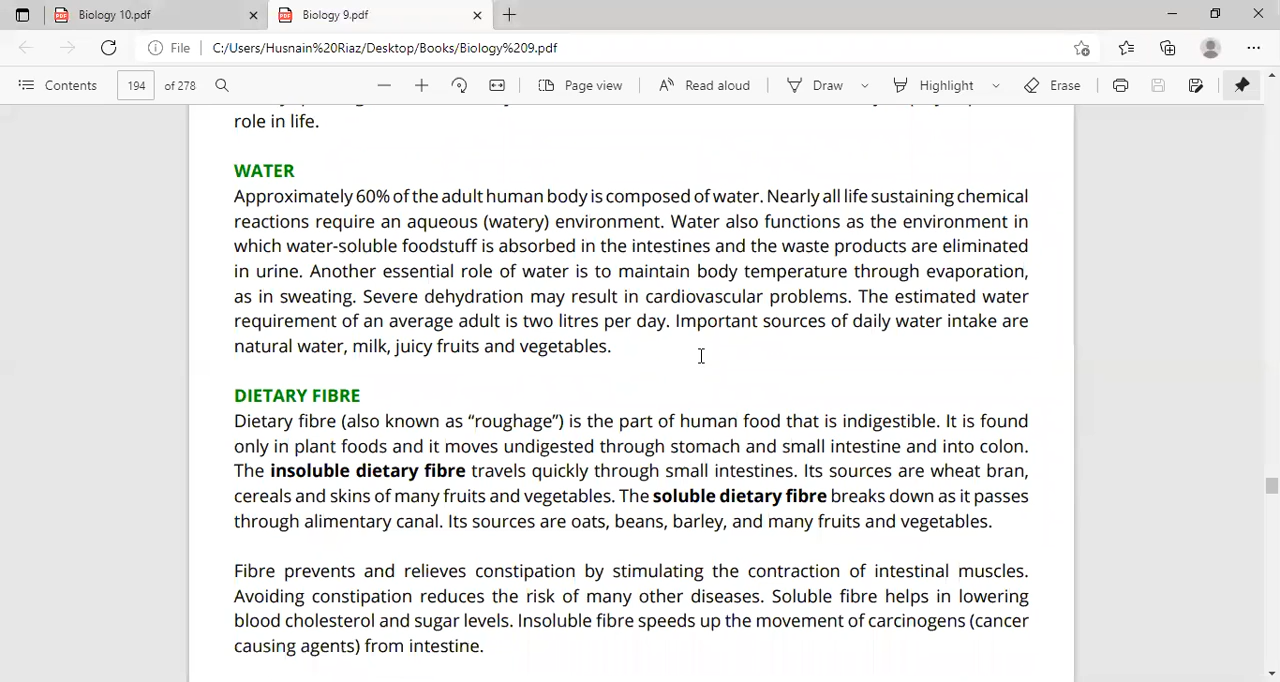 Biology 10.pdf
Biology 9.pdf
File C:/Users/Husnain%20Riaz/Desktop/Books/Biology%209.pdf
Contents 194 of 278 Page view Read aloud Draw Highlight Erase
role in life.
WATER
Approximately 60% of the adult human body is composed of water. Nearly all life sustaining chemical
reactions require an aqueous (watery) environment. Water also functions as the environment in
which water-soluble foodstuff is absorbed in the intestines and the waste products are eliminated
in urine. Another essential role of water is to maintain body temperature through evaporation,
as in sweating. Severe dehydration may result in cardiovascular problems. The estimated water
requirement of an average adult is two litres per day. Important sources of daily water intake are
natural water, milk, juicy fruits and vegetables.
DIETARY FIBRE
Dietary fibre (also known as “roughage”) is the part of human food that is indigestible. It is found
only in plant foods and it moves undigested through stomach and small intestine and into colon.
The insoluble dietary fibre travels quickly through small intestines. Its sources are wheat bran,
cereals and skins of many fruits and vegetables. The soluble dietary fibre breaks down as it passes
through alimentary canal. Its sources are oats, beans, barley, and many fruits and vegetables.
Fibre prevents and relieves constipation by stimulating the contraction of intestinal muscles.
Avoiding constipation reduces the risk of many other diseases. Soluble fibre helps in lowering
blood cholesterol and sugar levels. Insoluble fibre speeds up the movement of carcinogens (cancer
causing agents) from intestine.